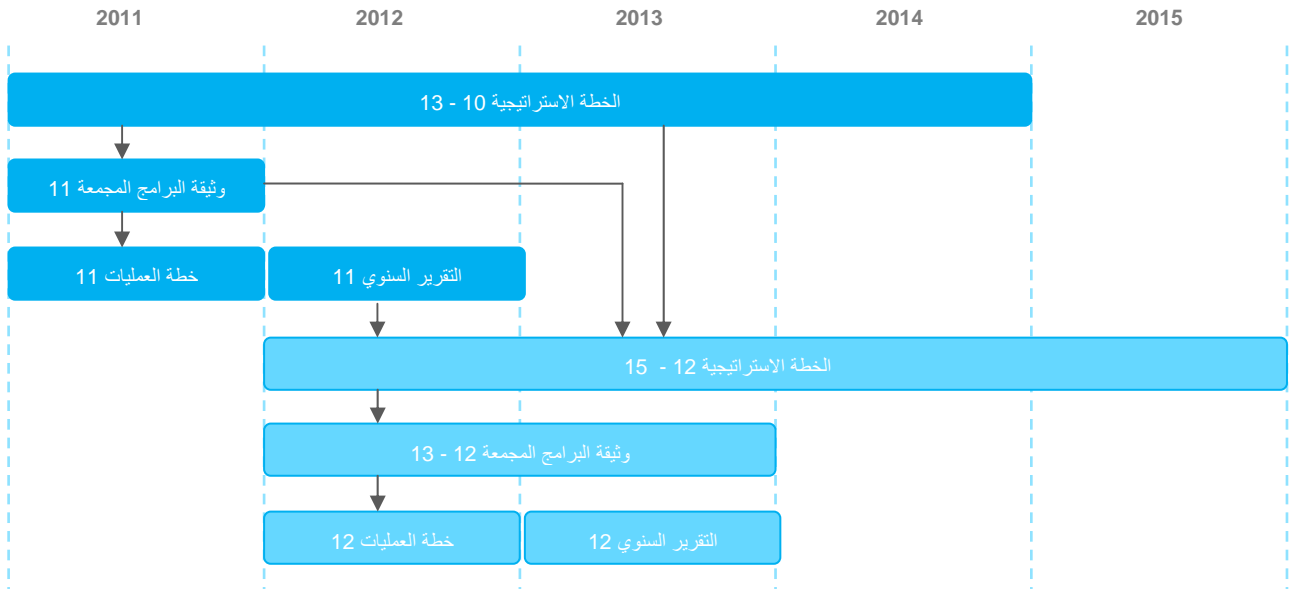 2011 2012 2013 2014 2015
الخطة الاستراتيجية 10 - 13
وثيقة البرامج المجمعة 11
خطة العمليات 11
التقرير السنوي 11
الخطة الاستراتيجية 12 - 15
وثيقة البرامج المجمعة 12 - 13
خطة العمليات 12
التقرير السنوي 12